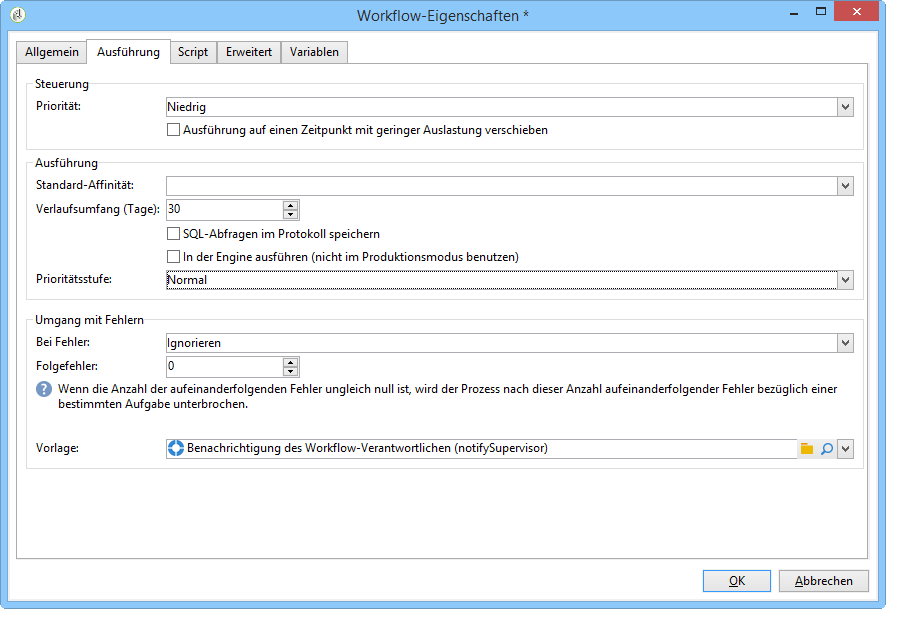 Workflow-Eigenschaften *
Allgemein Ausführung Script Erweitert Variablen
Steuerung
Priorität: Niedrig
Ausführung auf einen Zeitpunkt mit geringer Auslastung verschieben
Ausführung
Standard-Affinität:
Verlaufsumfang (Tage): 30
SQL-Abfragen im Protokoll speichern
In der Engine ausführen (nicht im Produktionsmodus benutzen)
Prioritätsstufe: Normal
Umgang mit Fehlern
Bei Fehler: Ignorieren
Folgefehler: 0
Wenn die Anzahl der aufeinanderfolgenden Fehler ungleich null ist, wird der Prozess nach dieser Anzahl aufeinanderfolgender Fehler bezüglich einer
bestimmten Aufgabe unterbrochen.
Vorlage: Benachrichtigung des Workflow-Verantwortlichen (notifySupervisor)
OK Abbrechen